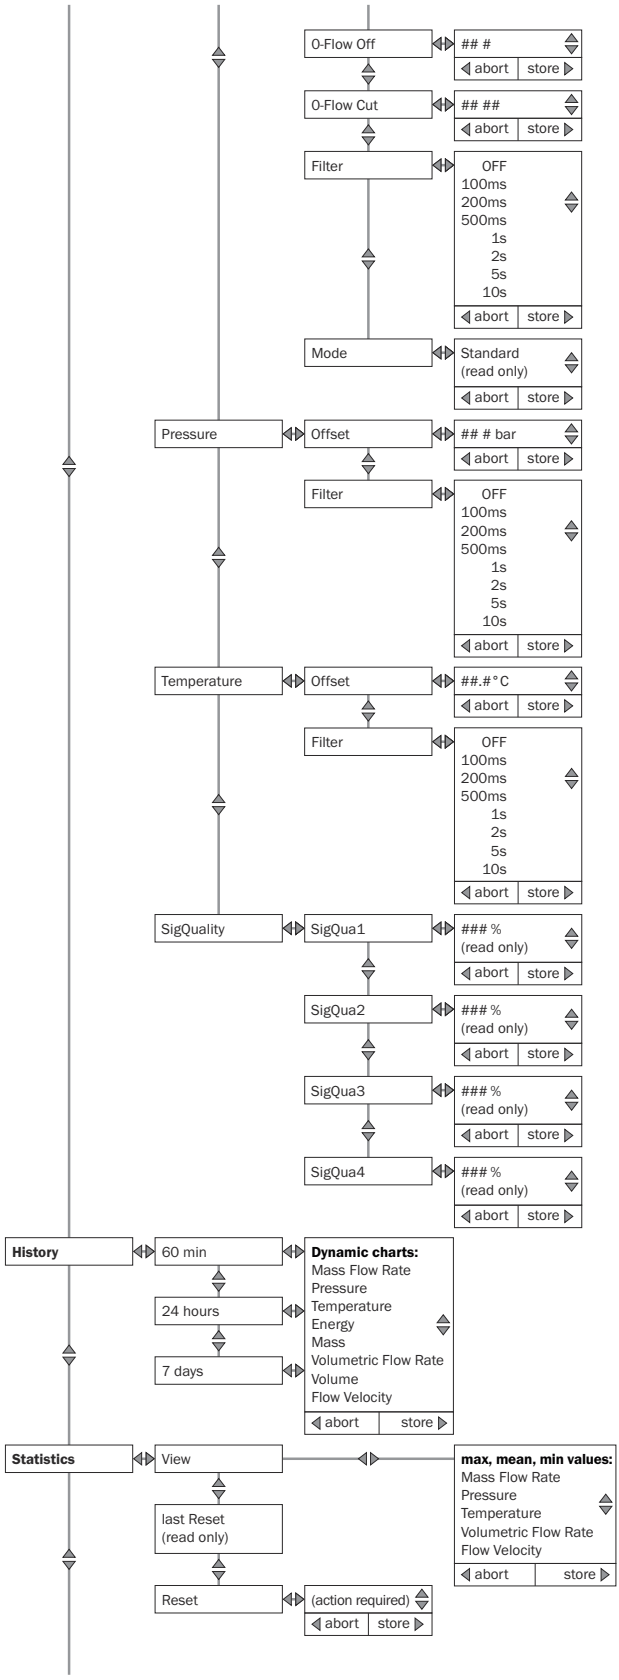 0-Flow Off
## #
abort store
0-Flow Cut
## ##
abort store
Filter
OFF
100ms
200ms
500ms
1s
2s
5s
10s
abort store
Mode
Standard
(read only)
abort store
Pressure
Offset
## # bar
abort store
Filter
OFF
100ms
200ms
500ms
1s
2s
5s
10s
abort store
Temperature
Offset
##.#°C
abort store
Filter
OFF
100ms
200ms
500ms
1s
2s
5s
10s
abort store
SigQuality
SigQua1
### %
(read only)
abort store
SigQua2
### %
(read only)
abort store
SigQua3
### %
(read only)
abort store
SigQua4
### %
(read only)
abort store
History
60 min
24 hours
7 days
Dynamic charts:
Mass Flow Rate
Pressure
Temperature
Energy
Mass
Volumetric Flow Rate
Volume
Flow Velocity
abort store
Statistics
View
max, mean, min values:
Mass Flow Rate
Pressure
Temperature
Volumetric Flow Rate
Flow Velocity
abort store
last Reset
(read only)
Reset
(action required)
abort store